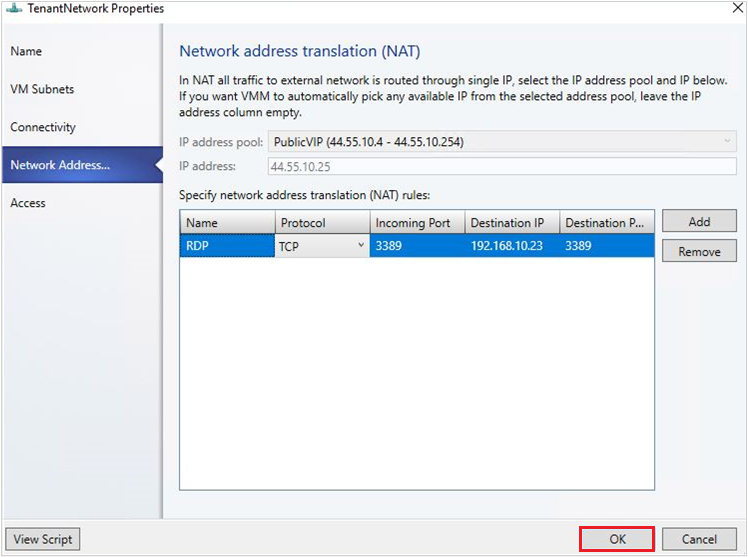 TenantNetwork Properties
Name
VM Subnets
Connectivity
Network Address...
Access
Network address translation (NAT)
In NAT all traffic to external network is routed through single IP, select the IP address pool and IP below.
If you want VMM to automatically pick any available IP from the selected address pool, leave the IP
address column empty.
IP address pool: PublicVIP (44.55.10.4 - 44.55.10.254)
IP address: 44.55.10.25
Specify network address translation (NAT) rules:
Name Protocol Incoming Port Destination IP Destination P...
RDP TCP 3389 192.168.10.23 3389
Add
Remove
View Script
OK
Cancel